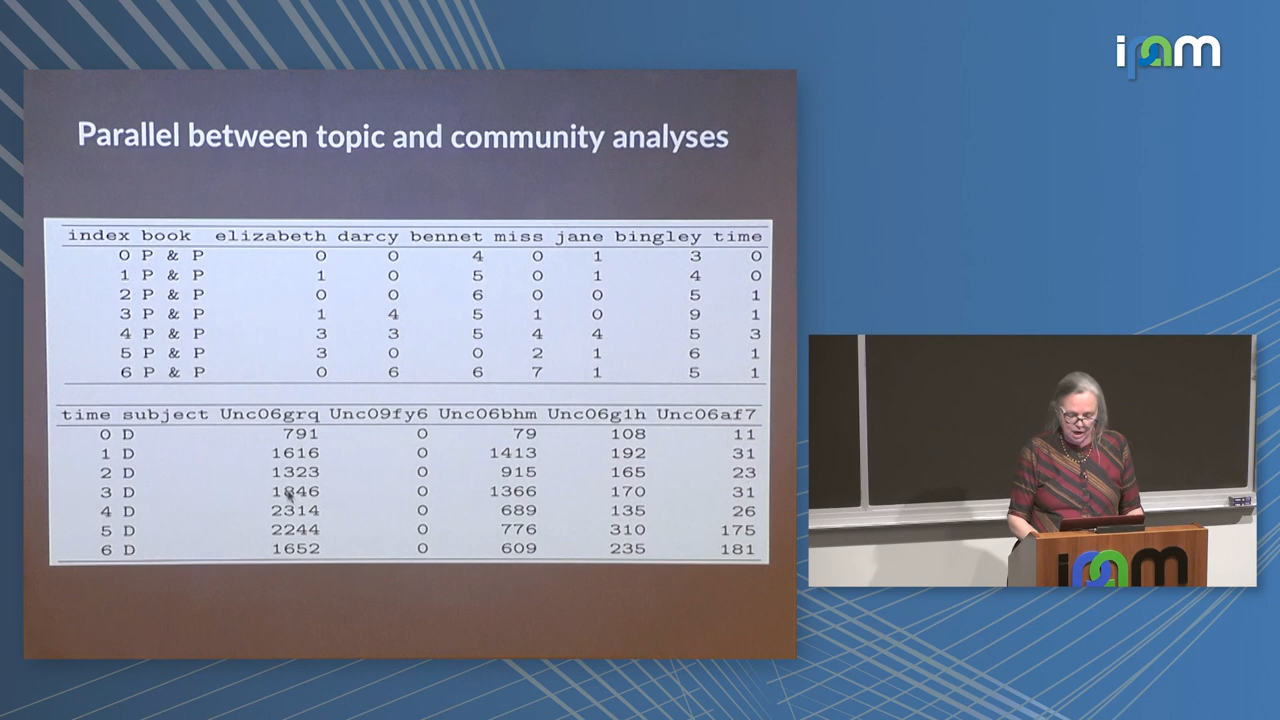 ipam
Parallel between topic and community analyses
index book elizabeth darcy bennet miss jane bingley time
0 P & P 0 0 4 0 1 3 0
1 P & P 1 0 5 0 1 4 0
2 P & P 0 0 6 0 0 5 1
3 P & P 1 4 5 1 0 9 1
4 P & P 3 3 5 4 4 5 3
5 P & P 3 0 0 2 1 6 1
6 P & P 0 6 6 7 1 5 1
time subject Unc06grq Unc09fy6 Unc06bhm Unc06g1h Unc06af7
0 D 791 0 79 108 11
1 D 1616 0 1413 192 31
2 D 1323 0 915 165 23
3 D 0 1366 170 31
4 D 2314 0 689 135 26
5 D 2244 0 776 310 175
6 D 1652 0 609 235 181
ipam